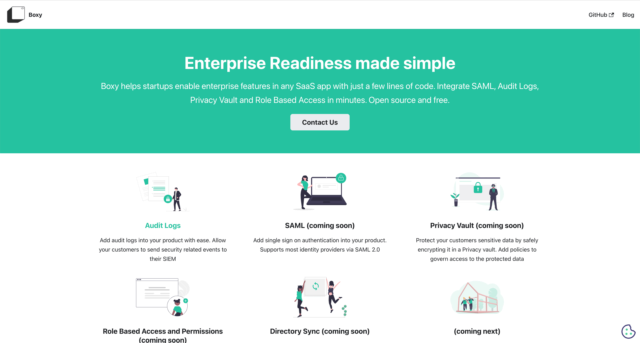 Boxy
GitHub
Blog
Enterprise Readiness made simple
Boxy helps startups enable enterprise features in any SaaS app with just a few lines of code. Integrate SAML, Audit Logs,
Privacy Vault and Role Based Access in minutes. Open source and free.
Contact Us
Audit Logs
Add audit logs into your product with ease. Allow
your customers to send security related events to
their SIEM
SAML (coming soon)
Add single sign on authentication into your product.
Supports most identity providers via SAML 2.0
Privacy Vault (coming soon)
Protect your customers sensitive data by safely
encrypting it in a Privacy vault. Add policies to
govern access to the protected data
Role Based Access and Permissions
(coming soon)
Directory Sync (coming soon)
(coming next)